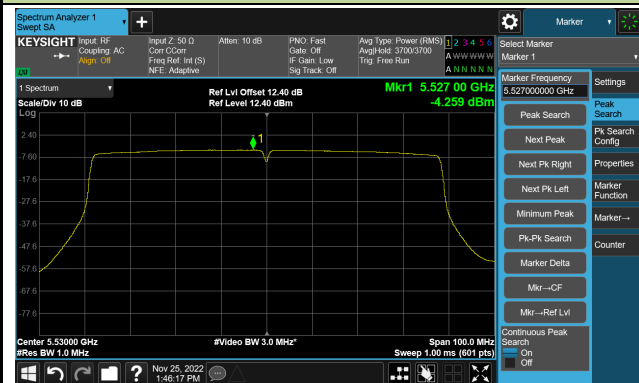 Spectrum Analyzer 1
Swept SA
Marker
KEYSIGHT
Input: RF
Coupling: AC
Align: Off
Input Z: 50 Ω
Corr CCorr
Freq Ref: Int (S)
NFE: Adaptive
Atten: 10 dB
PNO: Fast
Gate: Off
IF Gain: Low
Sig Track: Off
Avg Type: Power (RMS)
Avg|Hold: 3700/3700
Trig: Free Run
1 2 3 4 5 6
A W W W W W
A N N N N N
LXI
Select Marker
Marker 1
1 Spectrum
Scale/Div 10 dB
Log
Ref Lvl Offset 12.40 dB
Ref Level 12.40 dBm
Mkr1 5.527 00 GHz
-4.259 dBm
2.40
-7.60
-17.6
-27.6
-37.6
-47.6
-57.6
-67.6
-77.6
1
Center 5.53000 GHz
#Res BW 1.0 MHz
#Video BW 3.0 MHz*
Span 100.0 MHz
Sweep 1.00 ms (601 pts)
Marker Frequency
5.527000000 GHz
Peak Search
Next Peak
Next Pk Right
Next Pk Left
Minimum Peak
Pk-Pk Search
Marker Delta
Mkr→CF
Mkr→Ref Lvl
Continuous Peak
Search
On
Off
Settings
Peak
Search
Pk Search
Config
Properties
Marker
Function
Marker→
Counter
Nov 25, 2022
1:46:17 PM